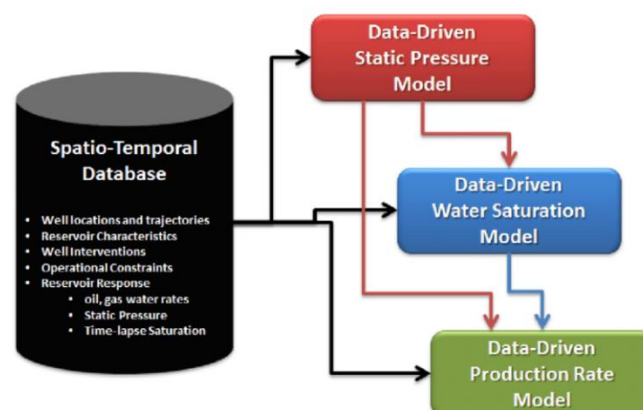 Spatio-Temporal
Database
• Well locations and trajectories
• Reservoir Characteristics
• Well Interventions
• Operational Constraints
• Reservoir Response
• oil, gas water rates
• Static Pressure
• Time-lapse Saturation
Data-Driven
Static Pressure
Model
Data-Driven
Water Saturation
Model
Data-Driven
Production Rate
Model